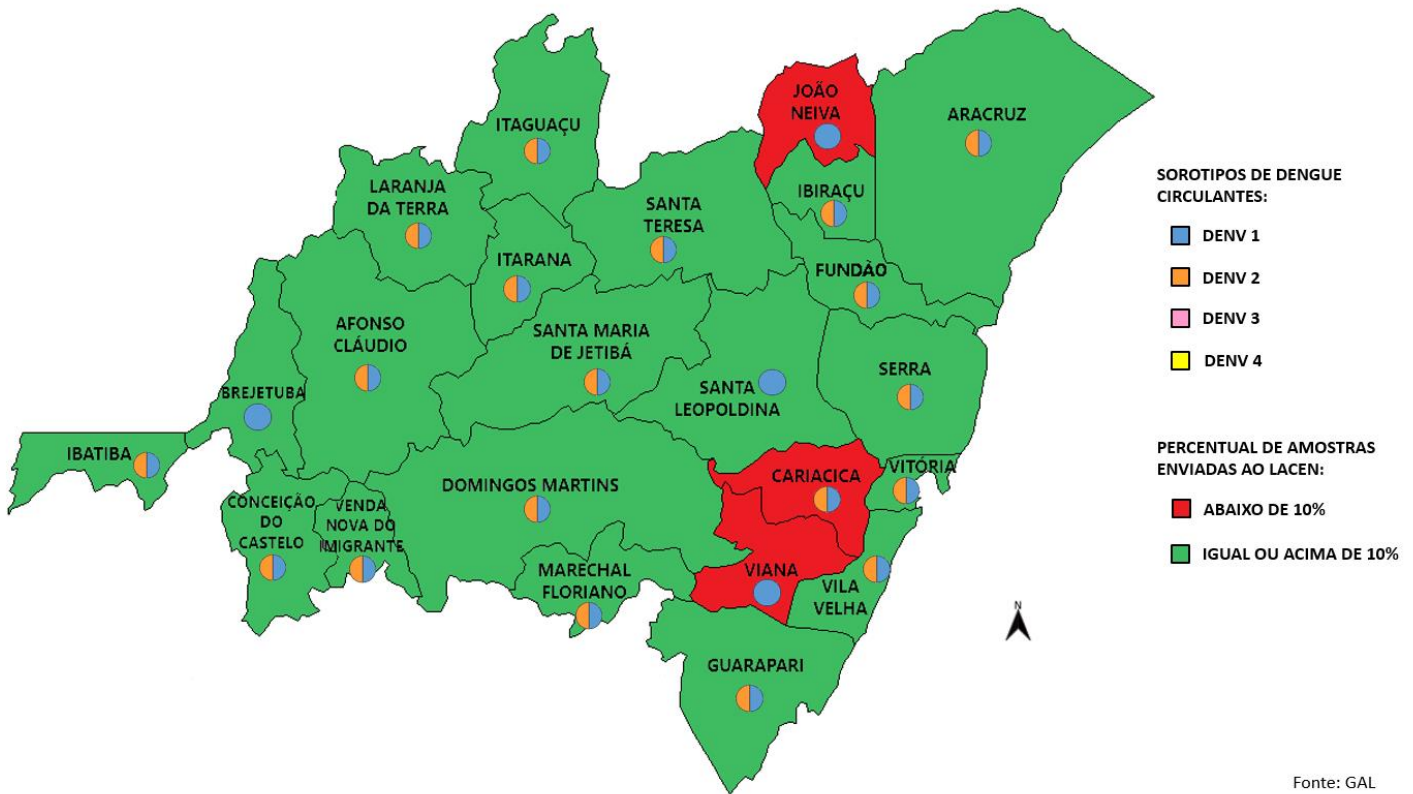 JOÃO
NEIVA
ARACRUZ
ITAGUAÇU
LARANJA
DA TERRA
IBIRAÇU
SANTA
TERESA
ITARANA
FUNDÃO
AFONSO
CLÁUDIO
SANTA MARIA
DE JETIBÁ
SERRA
BREJETUBA
SANTA
LEOPOLDINA
IBATIBA
CARIACICA
VITÓRIA
DOMINGOS MARTINS
CONCEIÇÃO
DO
CASTELO
VENDA
NOVA DO
IMIGRANTE
MARECHAL
FLORIANO
VIANA
VILA
VELHA
GUARAPARI
SOROTIPOS DE DENGUE
CIRCULANTES:
DENV 1
DENV 2
DENV 3
DENV 4
PERCENTUAL DE AMOSTRAS
ENVIADAS AO LACEN:
ABAIXO DE 10%
IGUAL OU ACIMA DE 10%
N
Fonte: GAL